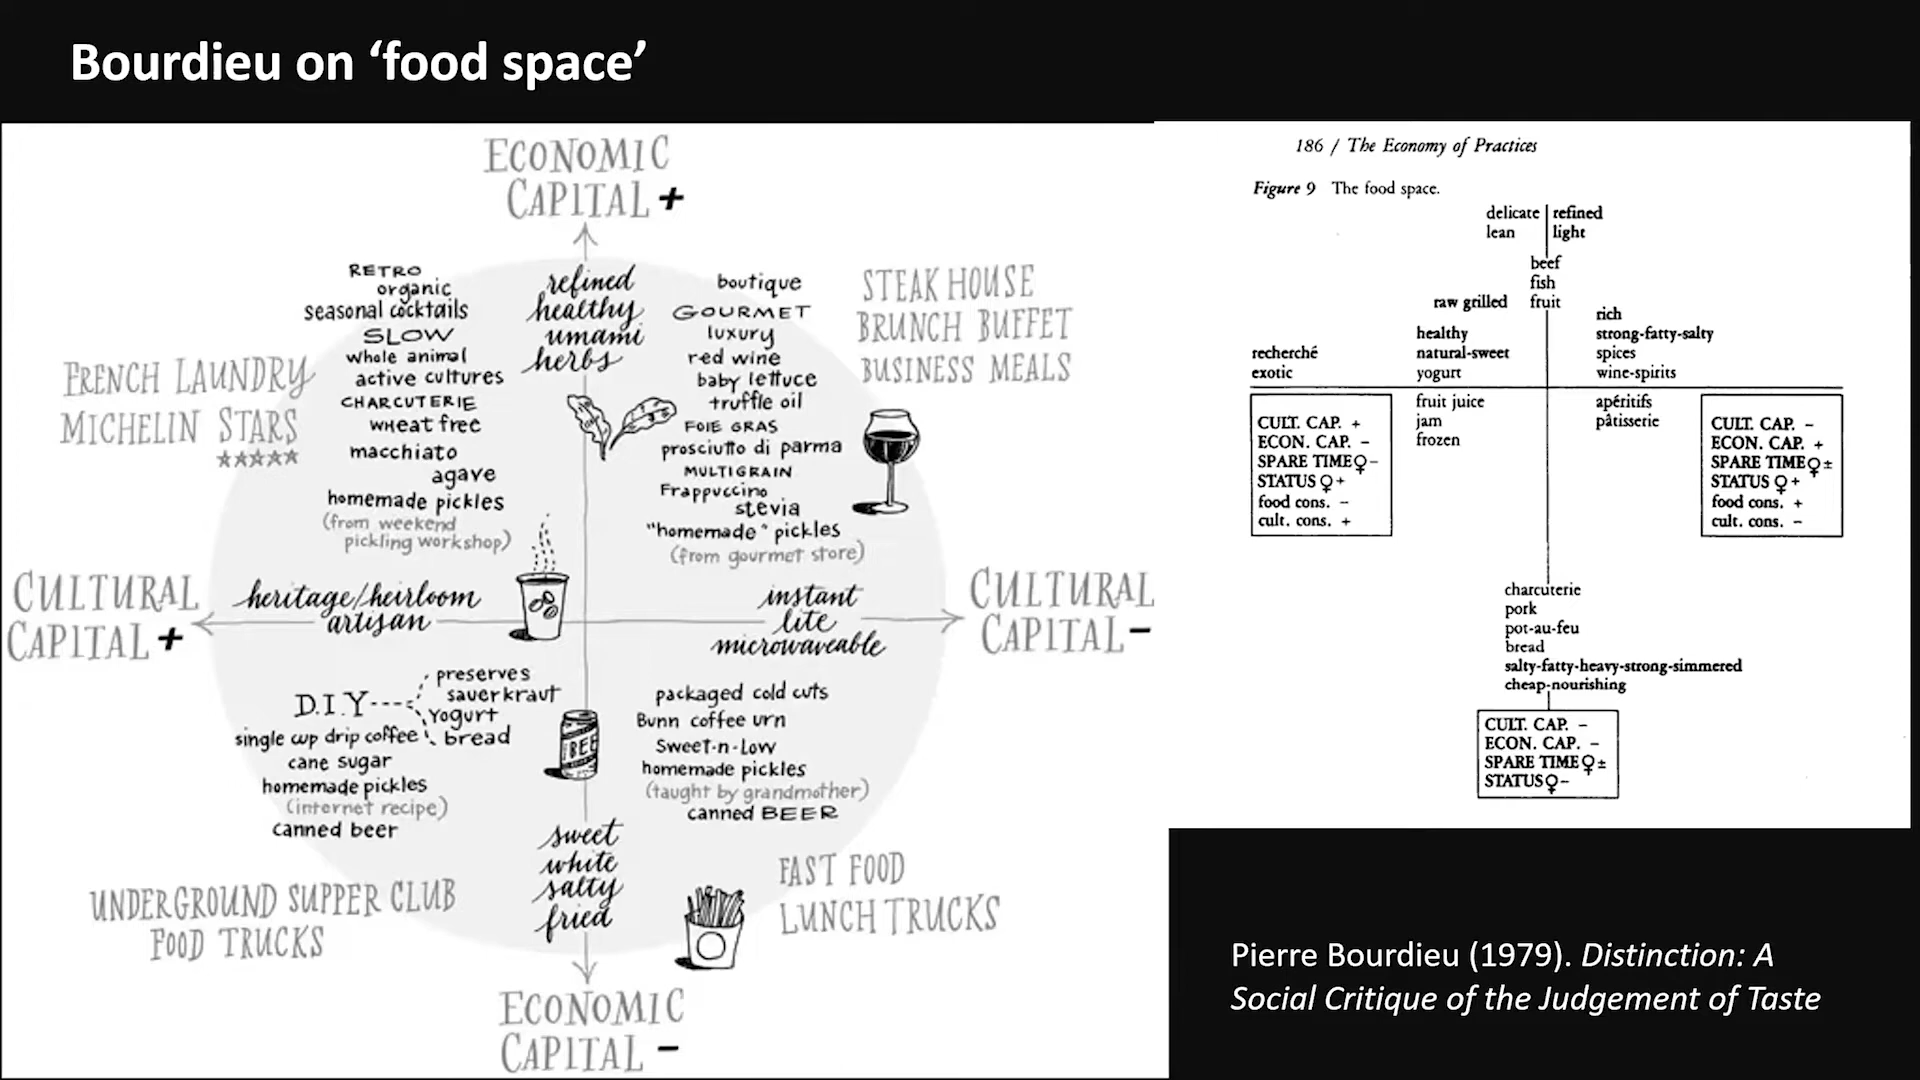 Bourdieu on ‘food space’
ECONOMIC
CAPITAL +
RETRO
organic
seasonal cocktails
SLOW
whole animal
active cultures
CHARCUTERIE
wheat free
macchiato
agave
homemade pickles
(from weekend
pickling workshop)
refined
healthy
umami
herbs
boutique
GOURMET
luxury
red wine
baby lettuce
truffle oil
FOIE GRAS
prosciutto di parma
MULTIGRAIN
Frappuccino
stevia
"homemade" pickles
(from gourmet store)
STEAK HOUSE
BRUNCH BUFFET
BUSINESS MEALS
FRENCH LAUNDRY
MICHELIN STARS
CULTURAL
CAPITAL +
heritage/heirloom
artisan
instant
lite
microwaveable
CULTURAL
CAPITAL −
D.I.Y
preserves
sauerkraut
yogurt
bread
single cup drip coffee
cane sugar
homemade pickles
(internet recipe)
canned beer
BEE
packaged cold cuts
Bunn coffee urn
Sweet-n-Low
homemade pickles
(taught by grandmother)
canned BEER
sweet
white
salty
fried
UNDERGROUND SUPPER CLUB
FOOD TRUCKS
FAST FOOD
LUNCH TRUCKS
ECONOMIC
CAPITAL −
186 / The Economy of Practices
Figure 9 The food space.
delicate refined
lean light
beef
fish
raw grilled fruit
rich
healthy strong-fatty-salty
recherché natural-sweet spices
exotic yogurt wine-spirits
fruit juice apéritifs
jam pâtisserie
frozen
CULT. CAP. +
ECON. CAP. −
SPARE TIME♀−
STATUS ♀+
food cons. −
cult. cons. +
CULT. CAP. −
ECON. CAP. +
SPARE TIME♀±
STATUS ♀+
food cons. +
cult. cons. −
charcuterie
pork
pot-au-feu
bread
salty-fatty-heavy-strong-simmered
cheap-nourishing
CULT. CAP. −
ECON. CAP. −
SPARE TIME♀±
STATUS♀−
Pierre Bourdieu (1979). Distinction: A
Social Critique of the Judgement of Taste